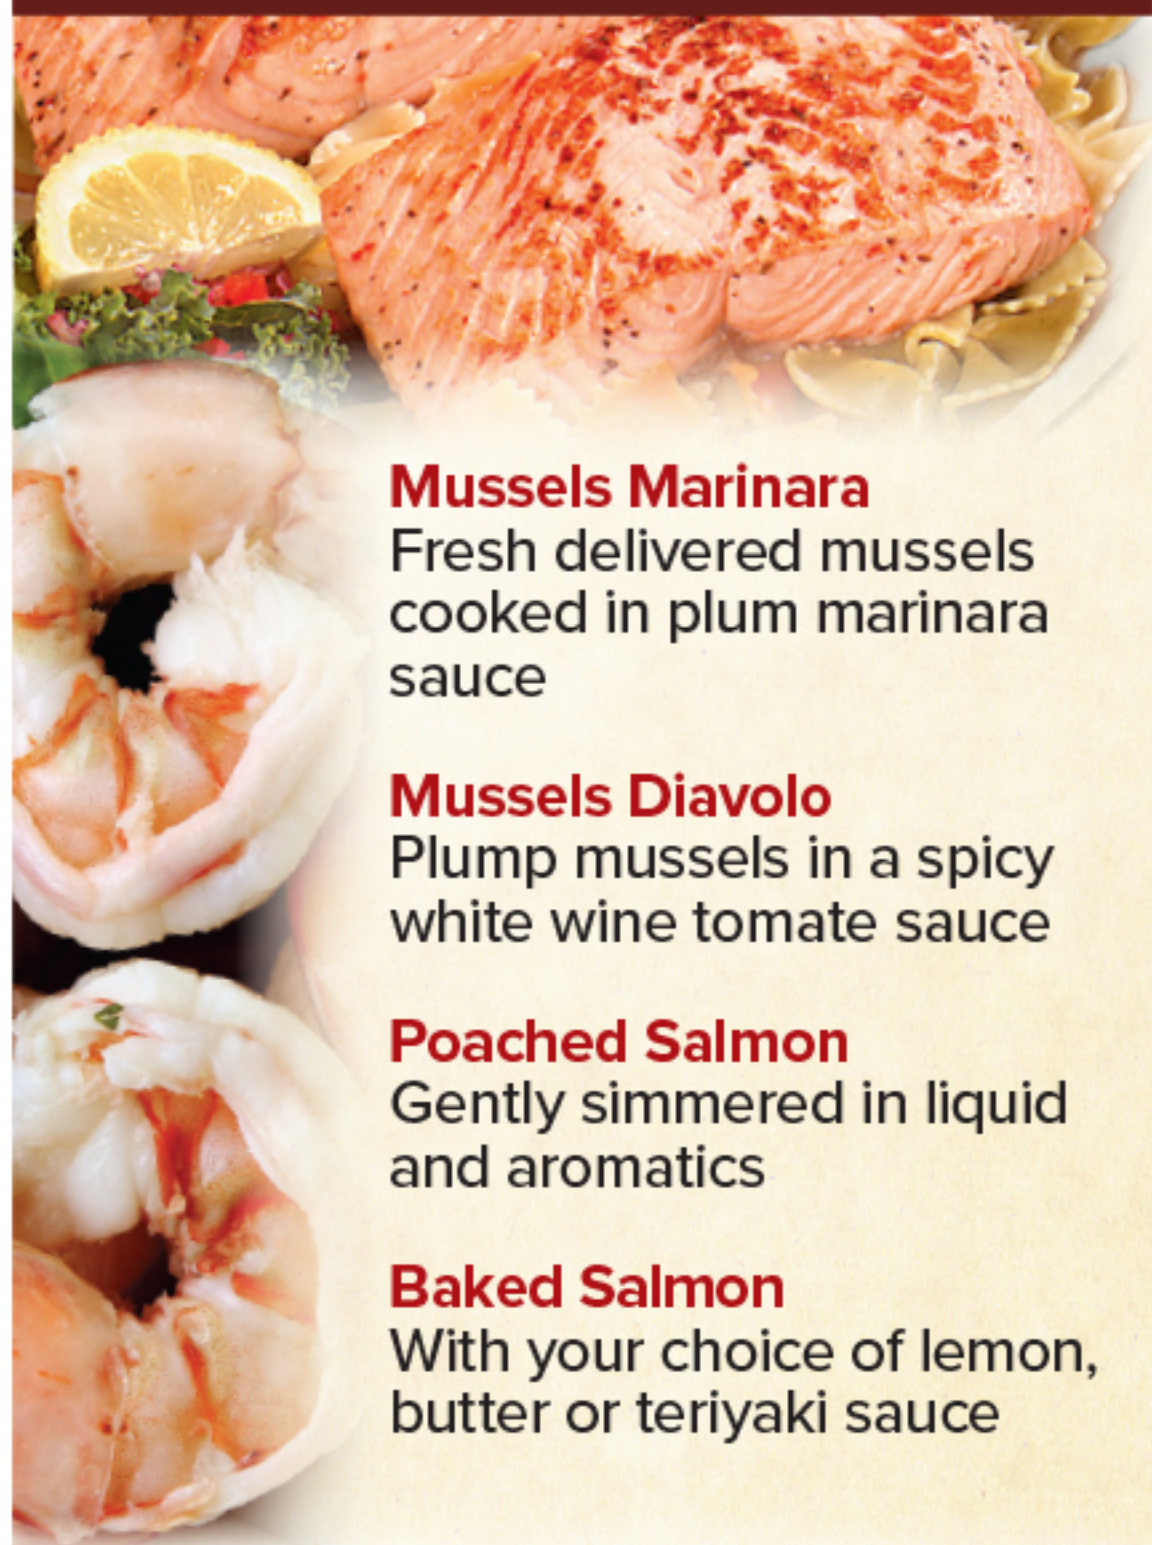 Mussels Marinara
Fresh delivered mussels
cooked in plum marinara
sauce
Mussels Diavolo
Plump mussels in a spicy
white wine tomate sauce
Poached Salmon
Gently simmered in liquid
and aromatics
Baked Salmon
With your choice of lemon,
butter or teriyaki sauce